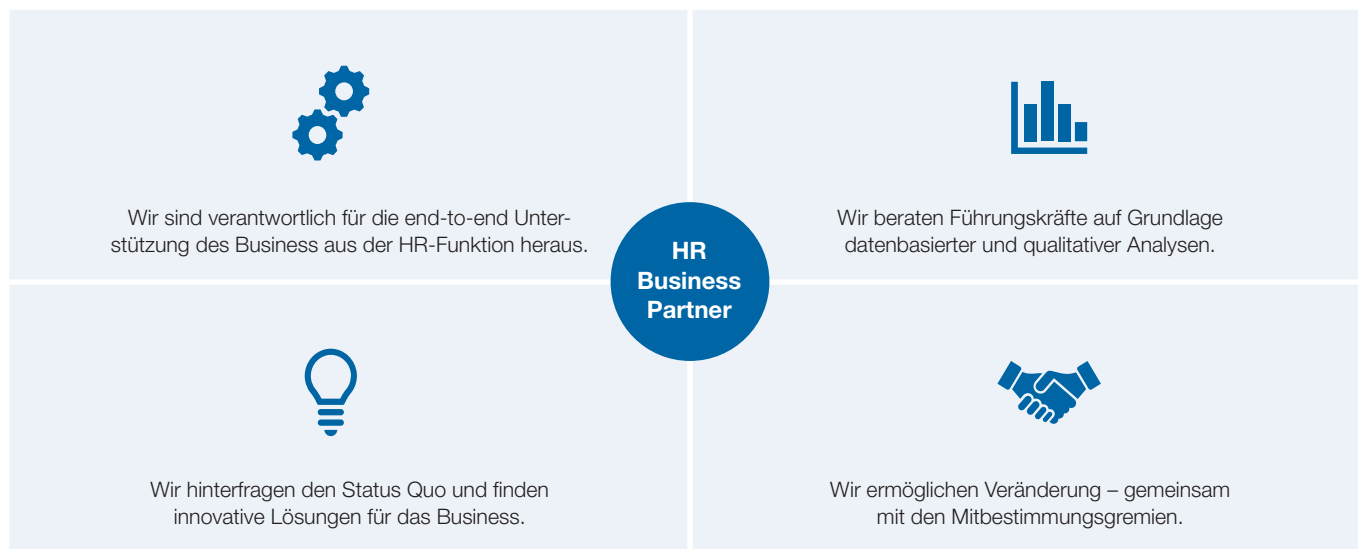 Wir sind verantwortlich für die end-to-end Unter-
stützung des Business aus der HR-Funktion heraus.
Wir beraten Führungskräfte auf Grundlage
datenbasierter und qualitativer Analysen.
HR
Business
Partner
Wir hinterfragen den Status Quo und finden
innovative Lösungen für das Business.
Wir ermöglichen Veränderung – gemeinsam
mit den Mitbestimmungsgremien.